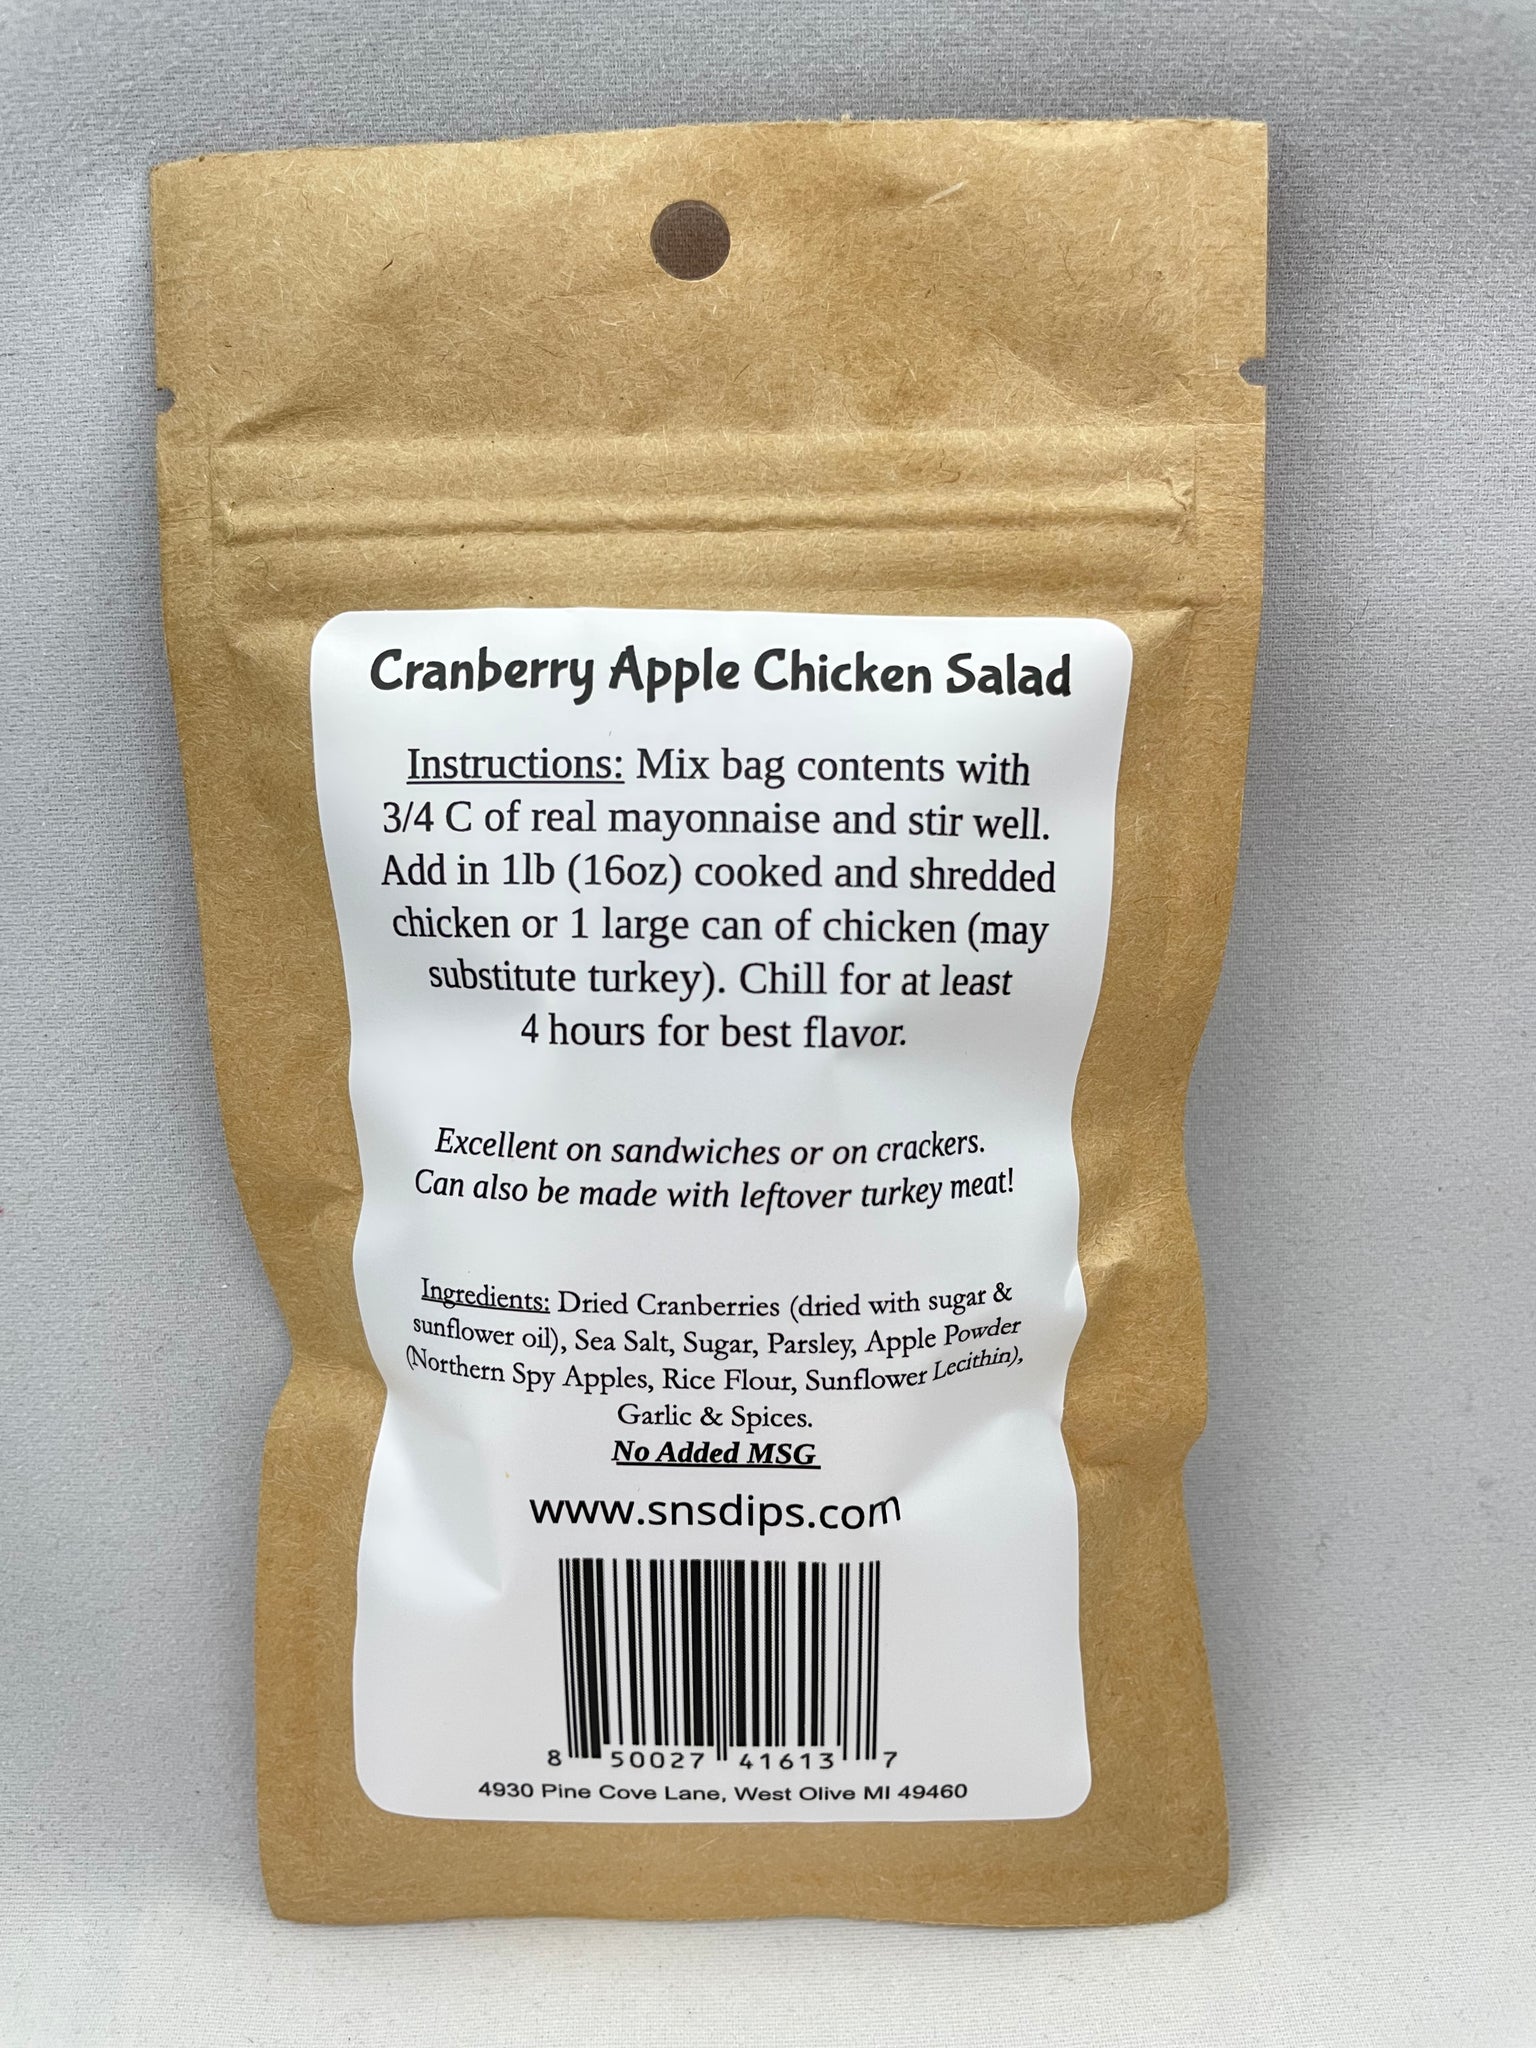 Cranberry Apple Chicken Salad
Instructions: Mix bag contents with
3/4 C of real mayonnaise and stir well.
Add in 1lb (16oz) cooked and shredded
chicken or 1 large can of chicken (may
substitute turkey). Chill for at least
4 hours for best flavor.
Excellent on sandwiches or on crackers.
Can also be made with leftover turkey meat!
Ingredients: Dried Cranberries (dried with sugar &
sunflower oil), Sea Salt, Sugar, Parsley, Apple Powder
(Northern Spy Apples, Rice Flour, Sunflower Lecithin),
Garlic & Spices.
No Added MSG
www.snsdips.com
8 50027 41613 7
4930 Pine Cove Lane, West Olive MI 49460